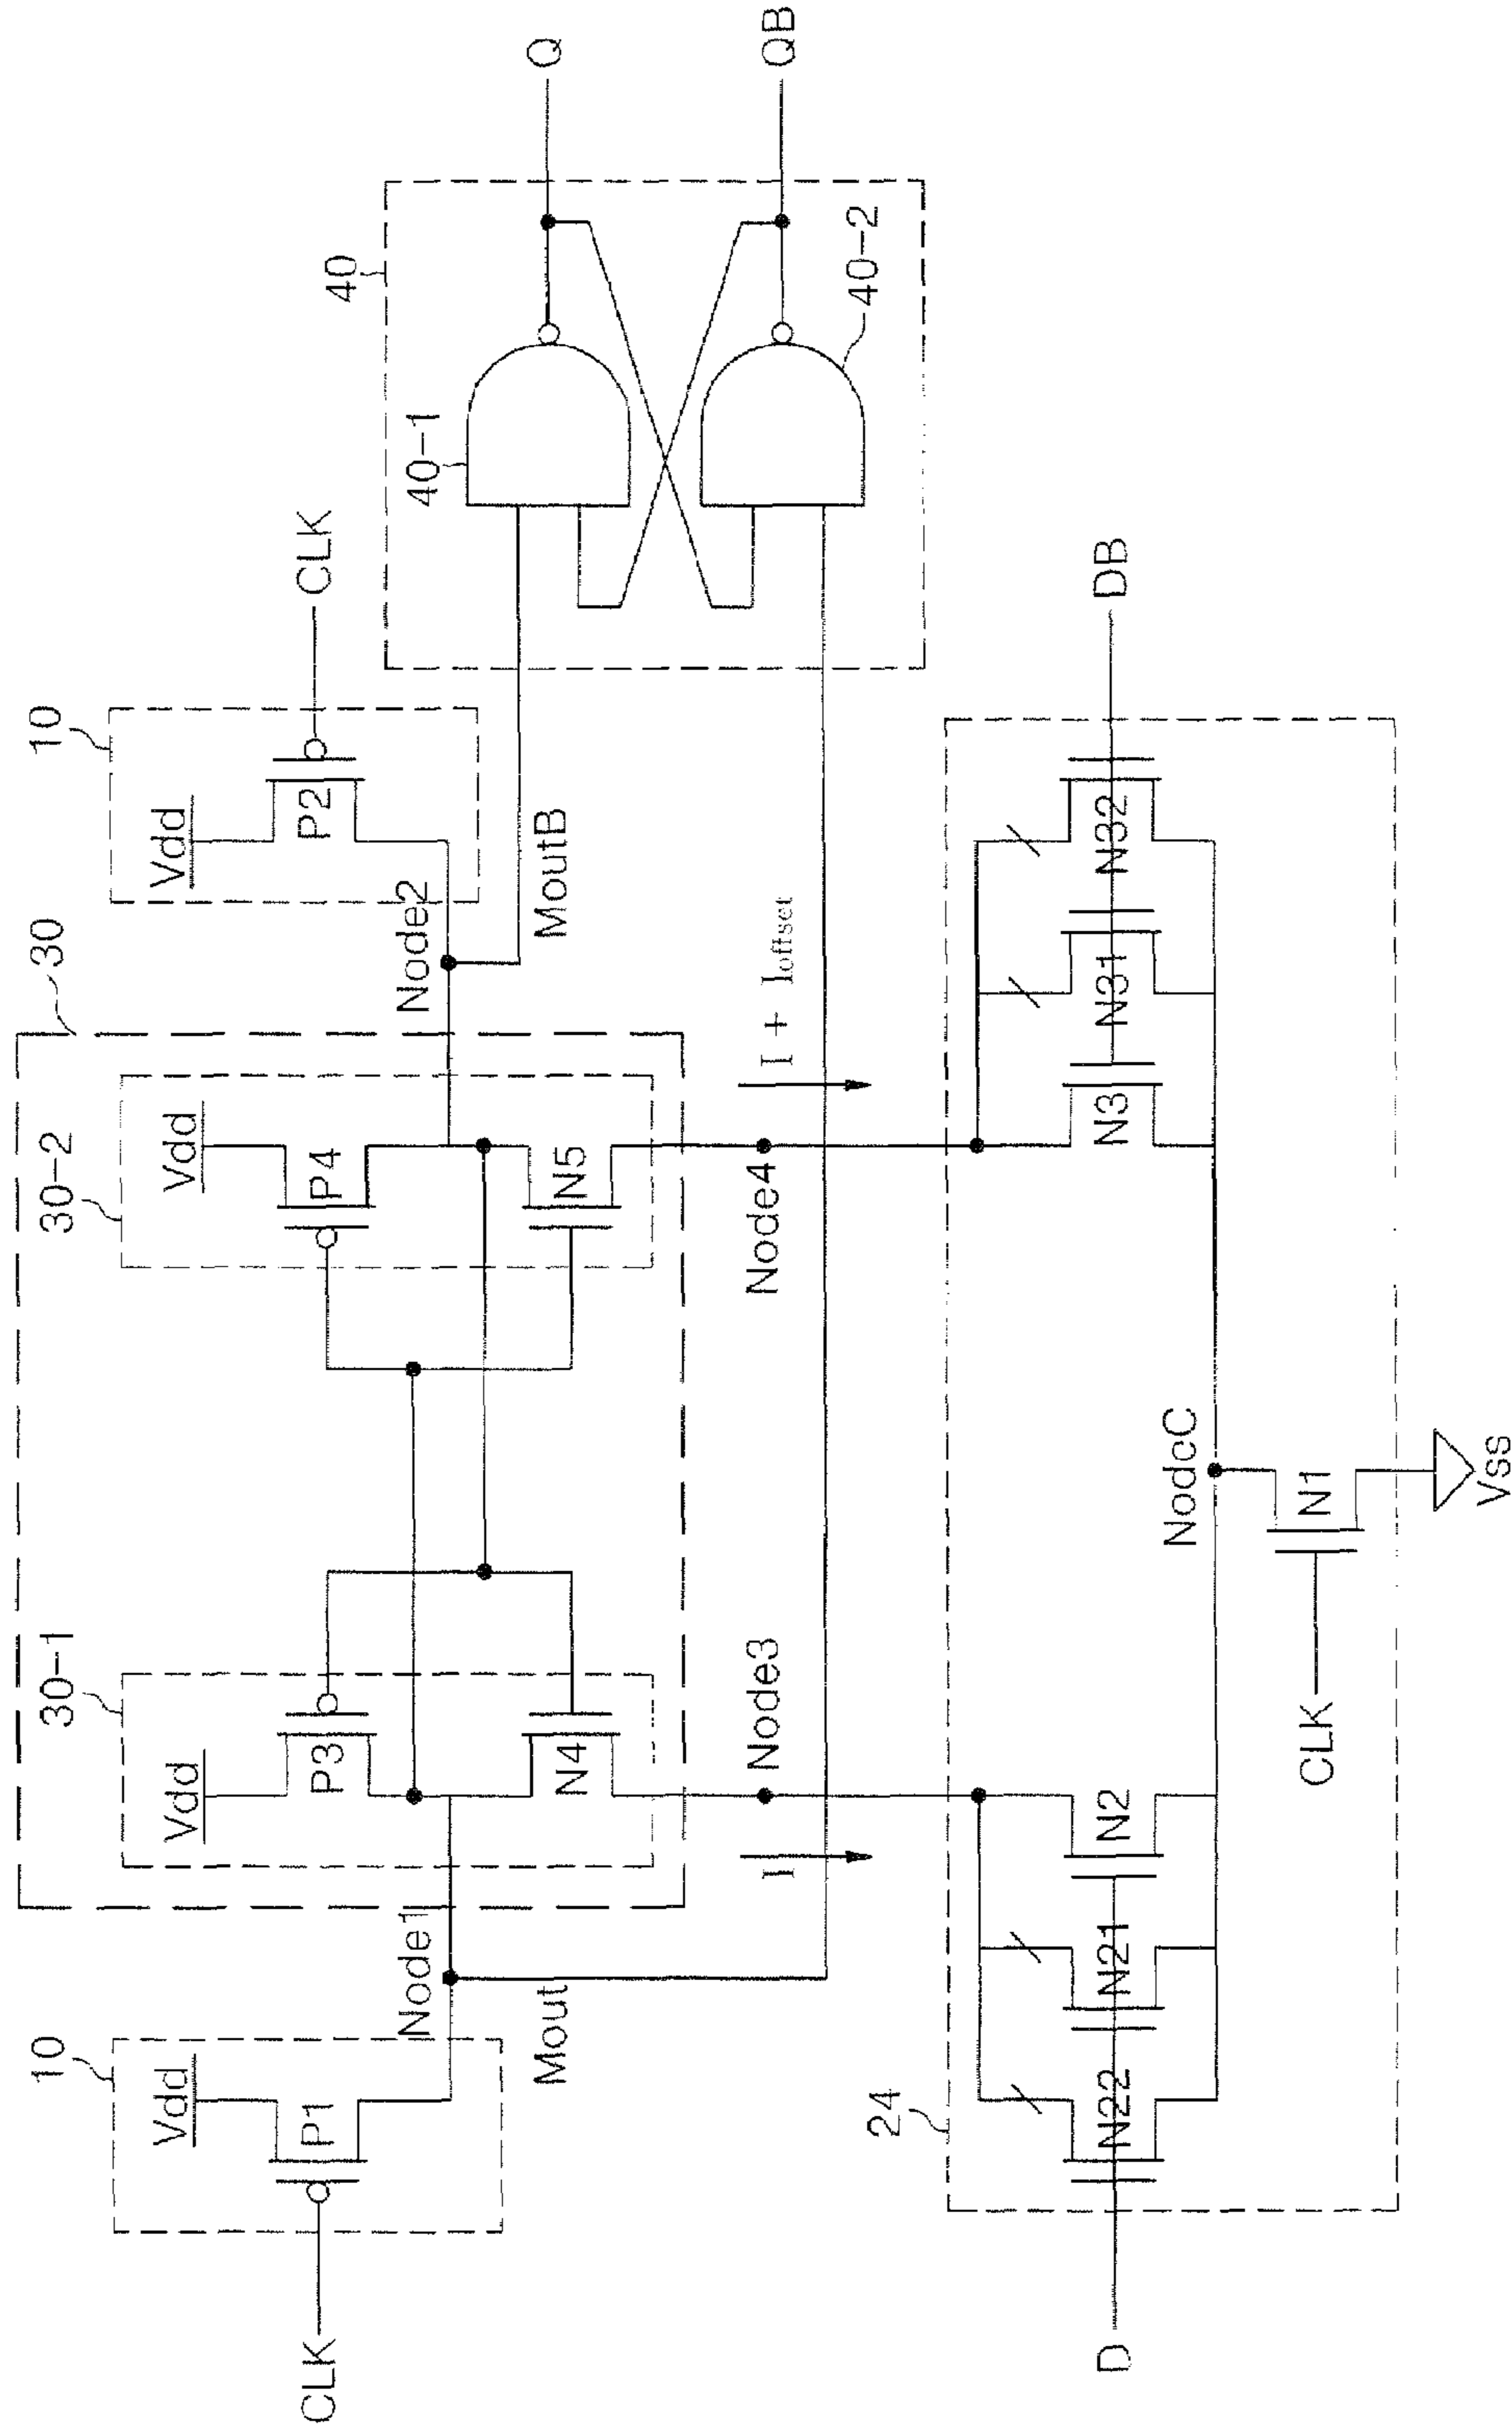 30
30-1
30-2
10
10
Vdd
Vdd
Vdd
Vdd
CLK
P1
P3
P4
P2
CLK
Node1
Node2
N4
N5
Mout
MoutB
Node3
Node4
I
I + Ioffset
40
40-1
40-2
Q
QB
24
D
N22
N21
N2
N3
N31
N32
DB
NodeC
CLK
N1
Vss